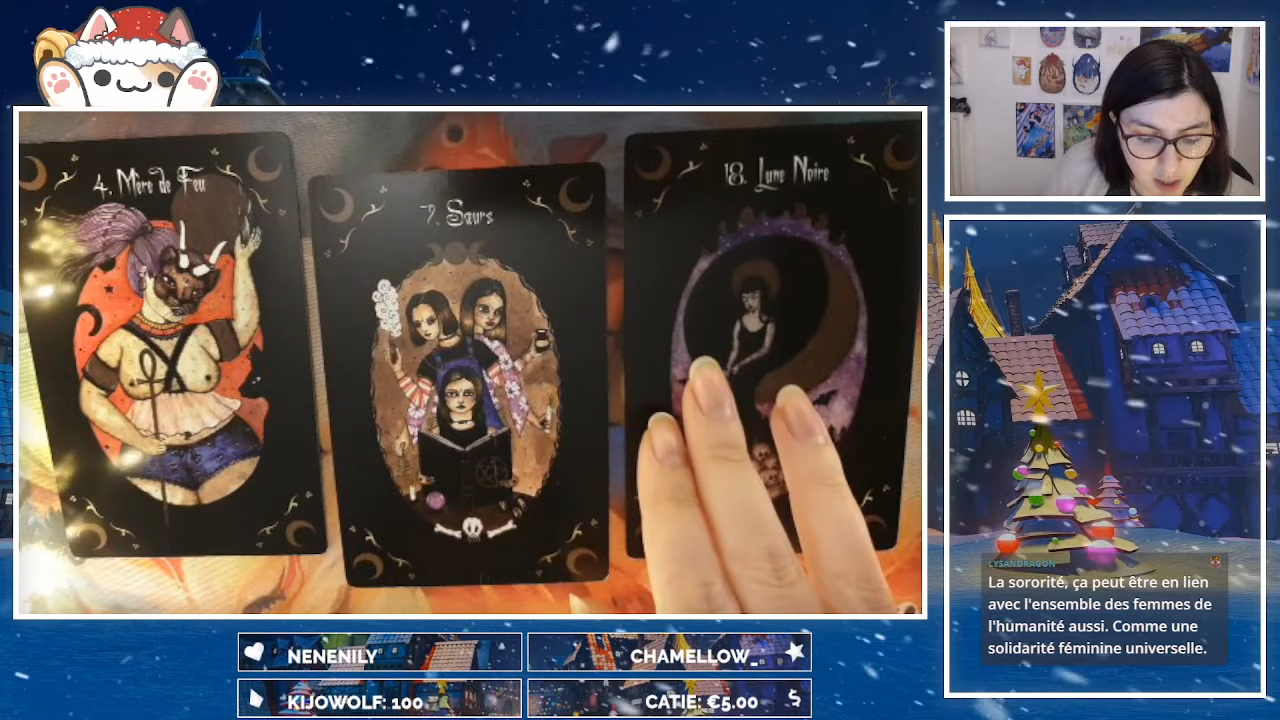 4. Mère de Feu
7. Sœurs
18. Lune Noire
LYSANDRAGON
La sororité, ça peut être en lien
avec l'ensemble des femmes de
l'humanité aussi. Comme une
solidarité féminine universelle.
NENENILY
CHAMELLOW_
KIJOWOLF: 100
CATIE: €5.00